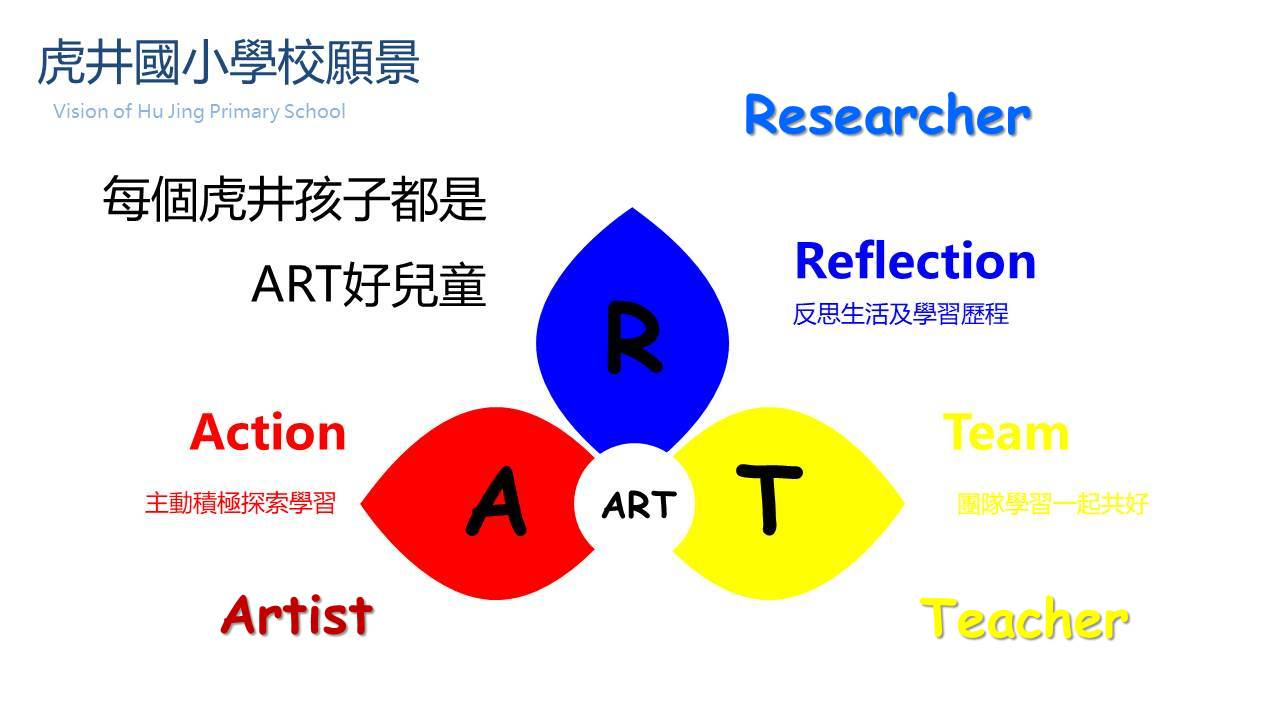 虎井國小學校願景
Vision of Hu Jing Primary School
Researcher
每個虎井孩子都是
ART好兒童
Reflection
反思生活及學習歷程
R
Action
主動積極探索學習
Team
團隊學習一起共好
A
ART
T
Artist
Teacher